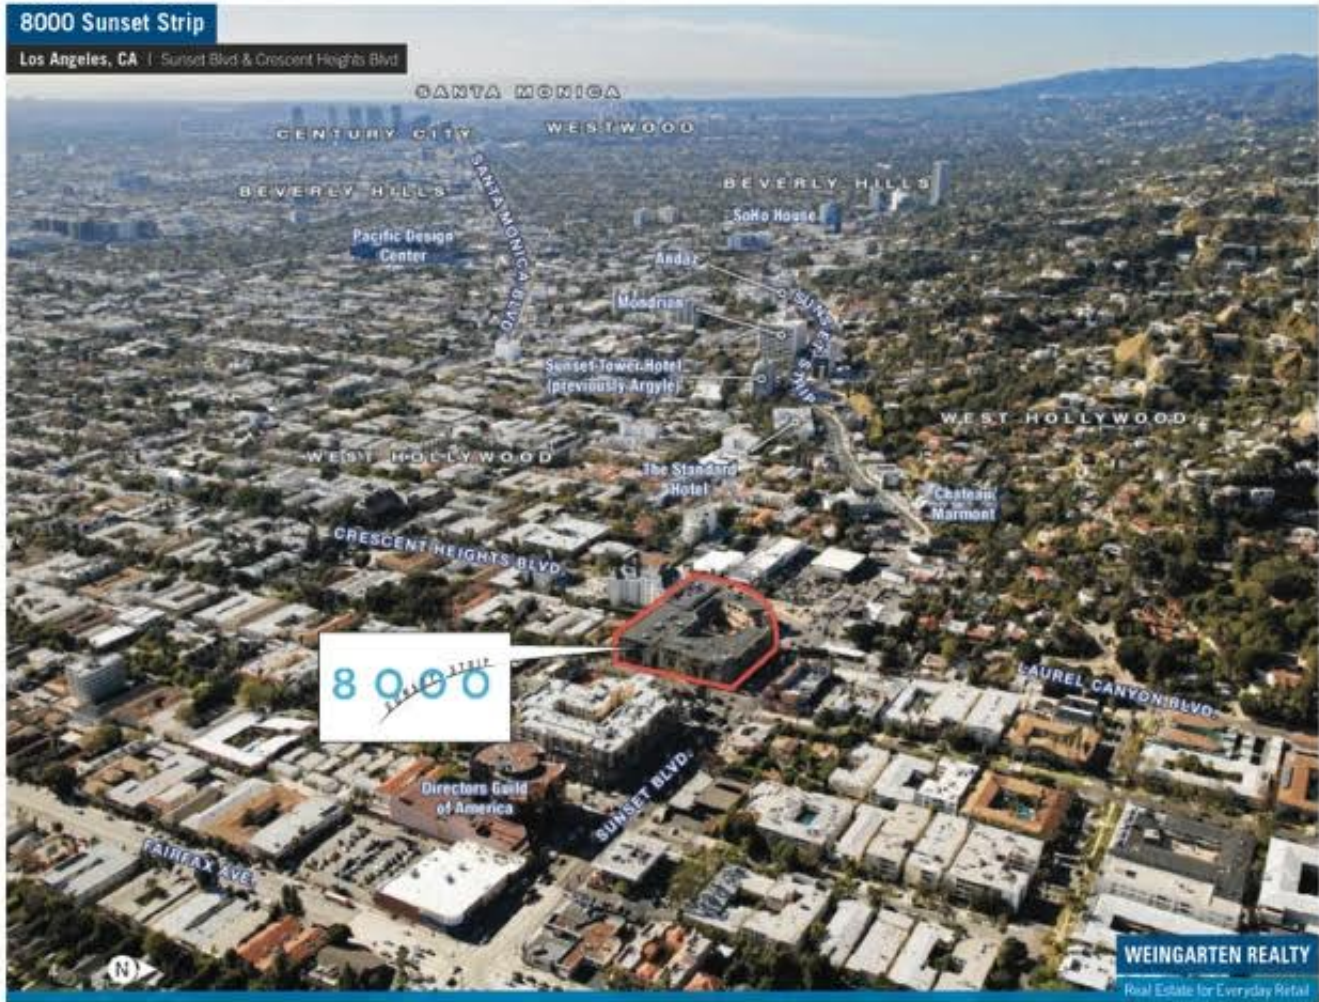 8000 Sunset Strip
Los Angeles, CA | Sunset Blvd & Crescent Heights Blvd
SANTA MONICA
CENTURY CITY
WESTWOOD
SANTA MONICA BLVD
BEVERLY HILLS
BEVERLY HILLS
SoHo House
Pacific Design
Center
Andaz
SUNSET STRIP
Mondrian
Sunset Tower Hotel
(previously Argyle)
WEST HOLLYWOOD
WEST HOLLYWOOD
The Standard
Hotel
Chateau
Marmont
CRESCENT HEIGHTS BLVD.
8000
SUNSET STRIP
LAUREL CANYON BLVD.
Directors Guild
of America
SUNSET BLVD.
FAIRFAX AVE.
N
WEINGARTEN REALTY
Real Estate for Everyday Retail